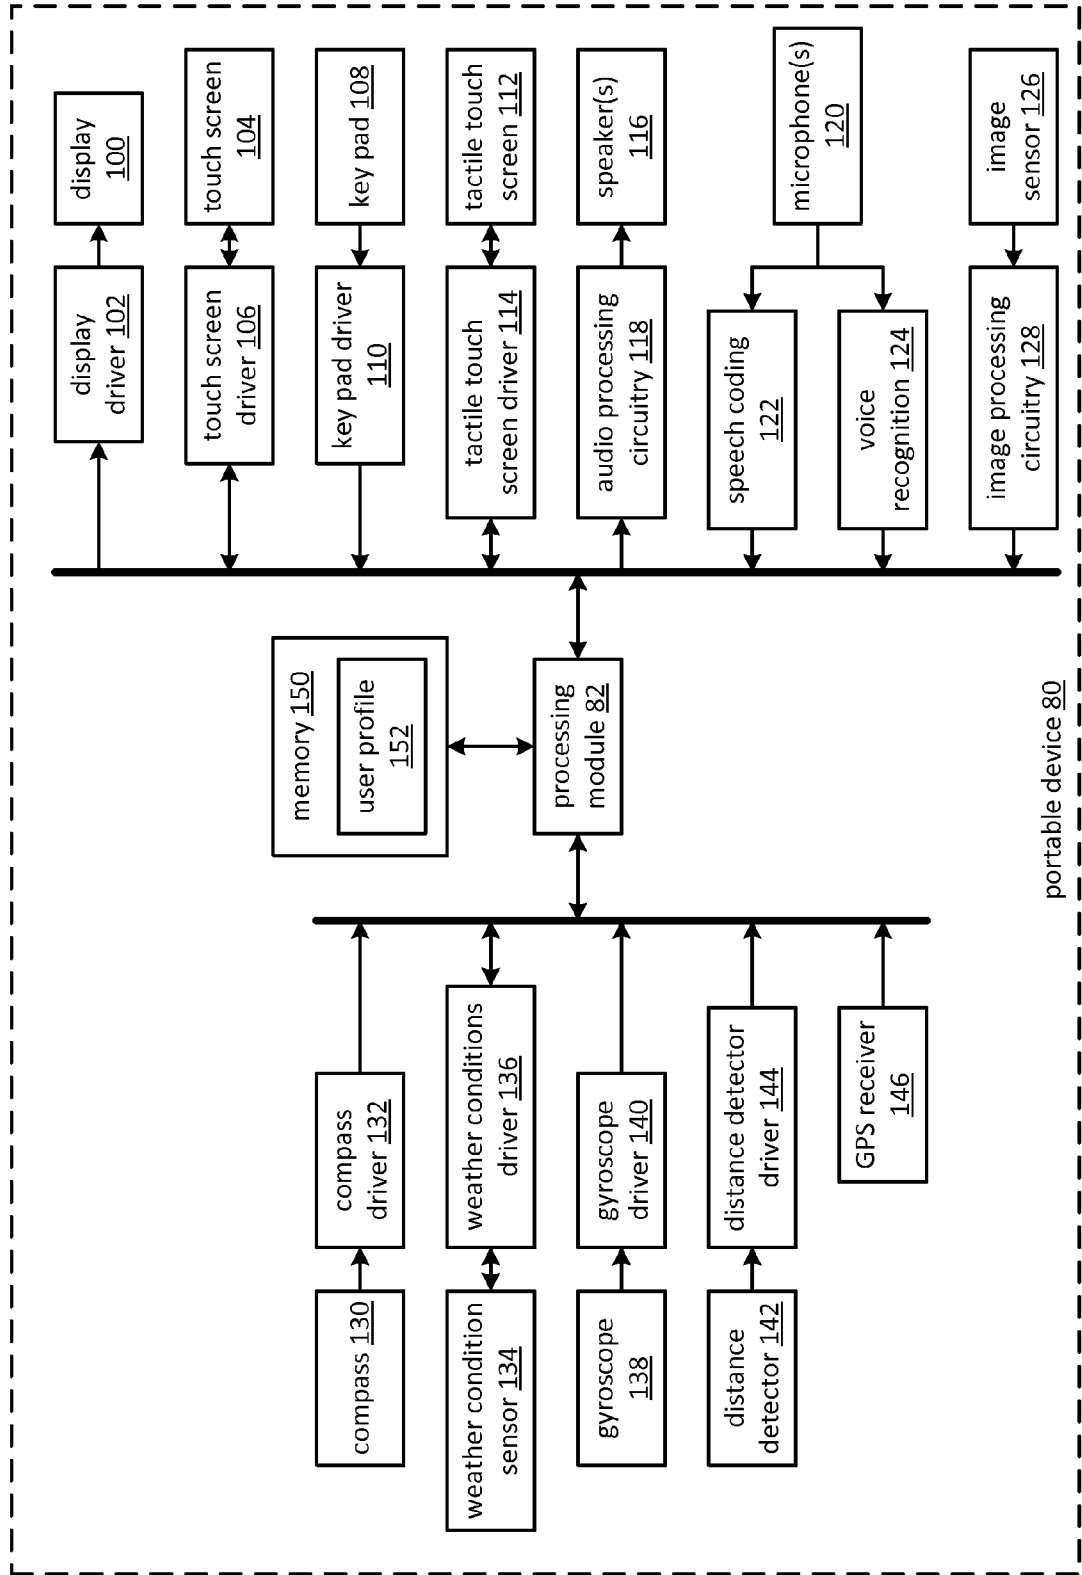 compass 130
compass
driver 132
weather condition
sensor 134
weather conditions
driver 136
gyroscope
138
gyroscope
driver 140
distance
detector 142
distance detector
driver 144
GPS receiver
146
memory 150
user profile
152
processing
module 82
display
driver 102
display
100
touch screen
driver 106
touch screen
104
key pad driver
110
key pad 108
tactile touch
screen driver 114
tactile touch
screen 112
audio processing
circuitry 118
speaker(s)
116
speech coding
122
voice
recognition 124
microphone(s)
120
image processing
circuitry 128
image
sensor 126
portable device 80